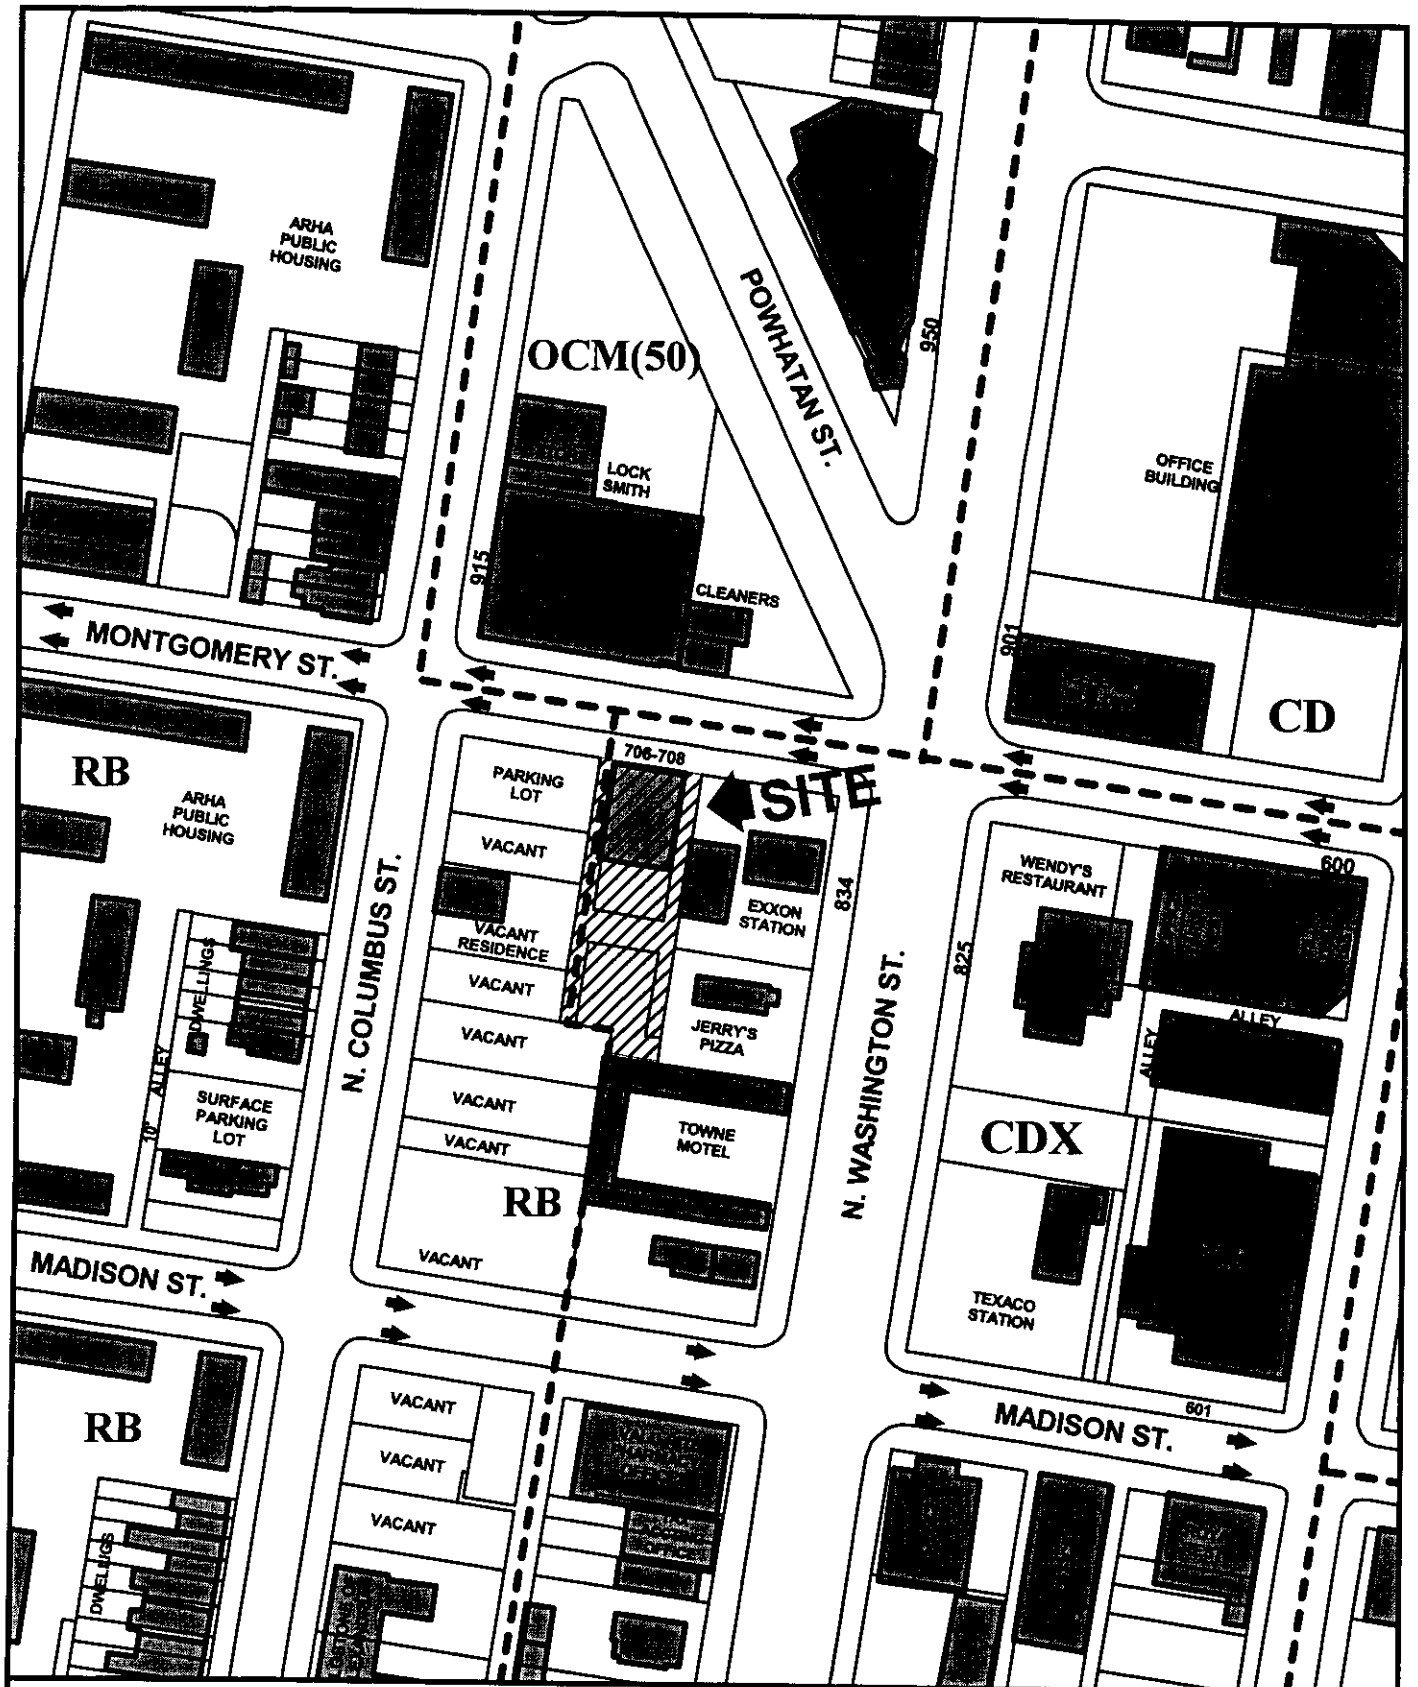 ARHA
PUBLIC
HOUSING
OCM(50)
POWHATAN ST.
950
LOCK
SMITH
OFFICE
BUILDING
915
CLEANERS
901
MONTGOMERY ST.
CD
RB
706-708
SITE
PARKING
LOT
ARHA
PUBLIC
HOUSING
VACANT
WENDY'S
RESTAURANT
600
834
EXXON
STATION
N. COLUMBUS ST.
VACANT
RESIDENCE
825
DWELLINGS
VACANT
N. WASHINGTON ST.
JERRY'S
PIZZA
ALLEY
VACANT
ALLEY
10' ALLEY
SURFACE
PARKING
LOT
VACANT
TOWNE
MOTEL
CDX
VACANT
RB
VACANT
MADISON ST.
TEXACO
STATION
RB
VACANT
601
MADISON ST.
VACANT
VACANT
DWELLIGS